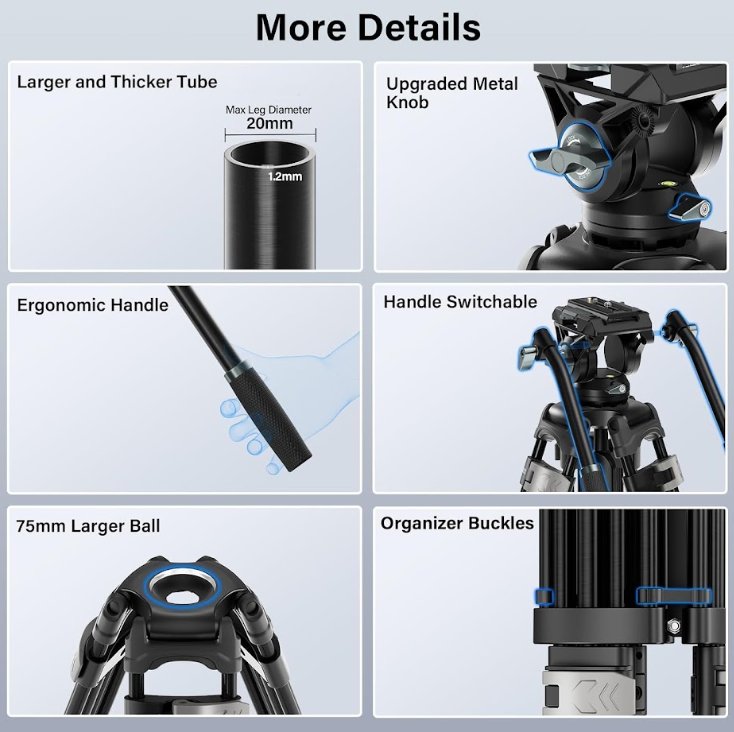 More Details
Larger and Thicker Tube
Max Leg Diameter
20mm
1.2mm
Upgraded Metal
Knob
Ergonomic Handle
Handle Switchable
75mm Larger Ball
Organizer Buckles